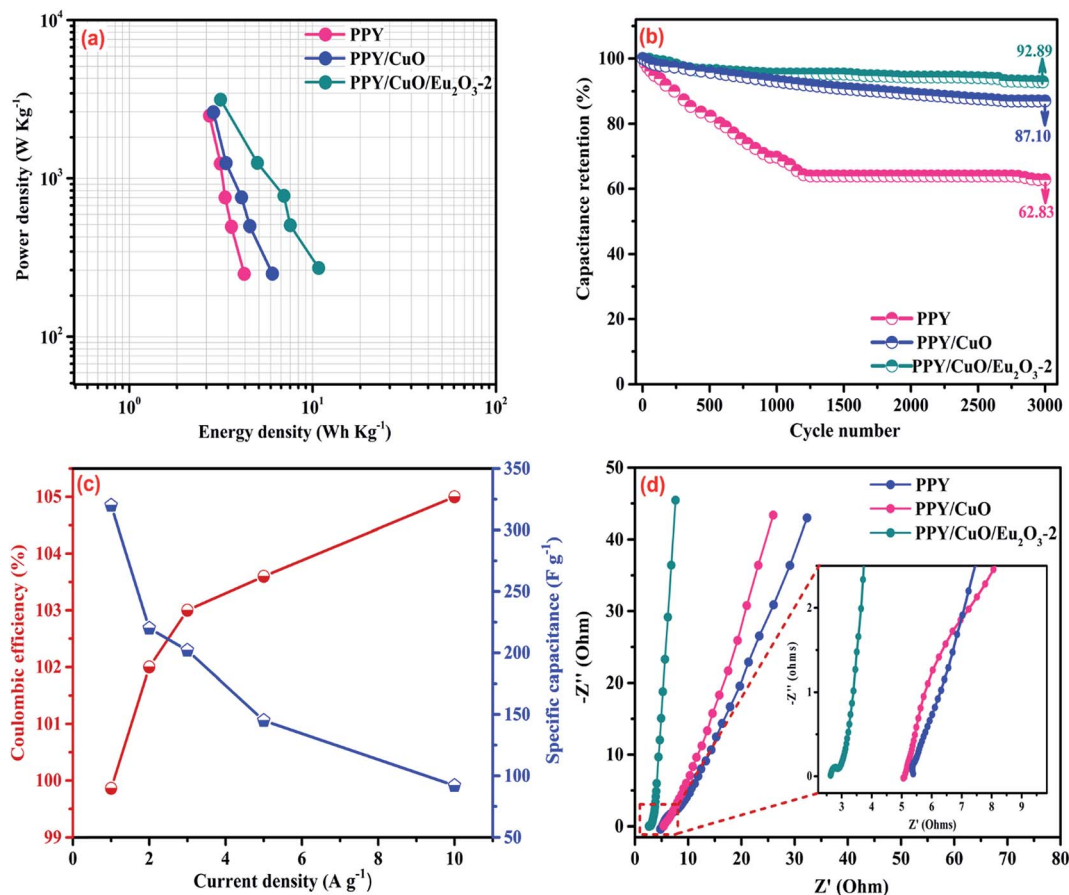 (a)
PPY
PPY/CuO
PPY/CuO/Eu₂O₃-2
Power density (W Kg⁻¹)
10⁴
10³
10²
10⁰ 10¹ 10²
Energy density (Wh Kg⁻¹)
(b)
92.89
87.10
62.83
PPY
PPY/CuO
PPY/CuO/Eu₂O₃-2
Capacitance retention (%)
100
80
60
40
20
0
0 500 1000 1500 2000 2500 3000
Cycle number
(c)
Coulombic efficiency (%)
105
104
103
102
101
100
99
Specific capacitance (F g⁻¹)
350
300
250
200
150
100
50
0 2 4 6 8 10
Current density (A g⁻¹)
(d)
PPY
PPY/CuO
PPY/CuO/Eu₂O₃-2
-Z'' (Ohm)
-50
45
40
35
30
25
20
15
10
5
0
0 10 20 30 40 50 60 70 80
Z' (Ohm)
-Z'' (ohms)
2
1
0
3 4 5 6 7 8 9
Z' (Ohms)